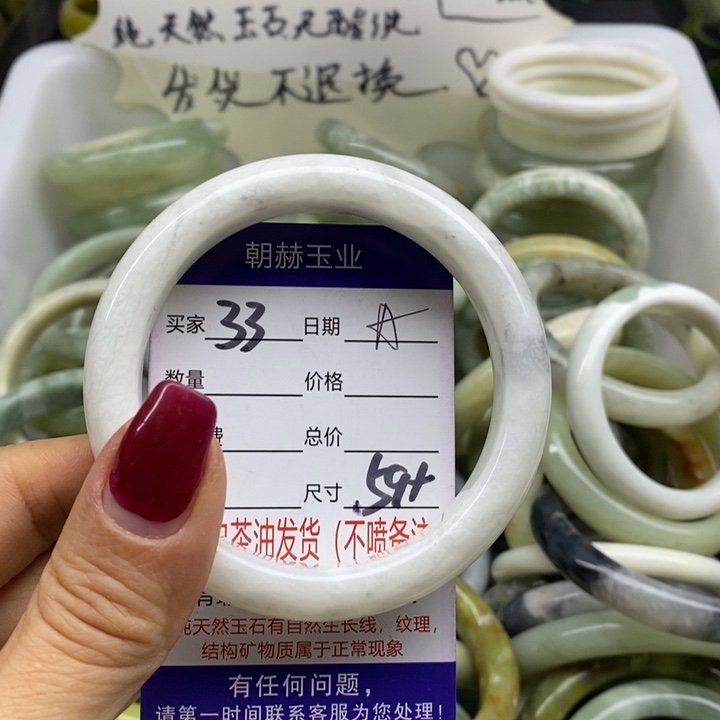 纯天然玉石无酸洗
售出不退换
朝赫玉业
买家 33 日期 A
数量 价格
费 总价
尺寸 59+
茶油发货（不喷备注
纯天然玉石有自然生长线，纹理，
结构矿物质属于正常现象
有任何问题，
请第一时间联系客服为您处理！